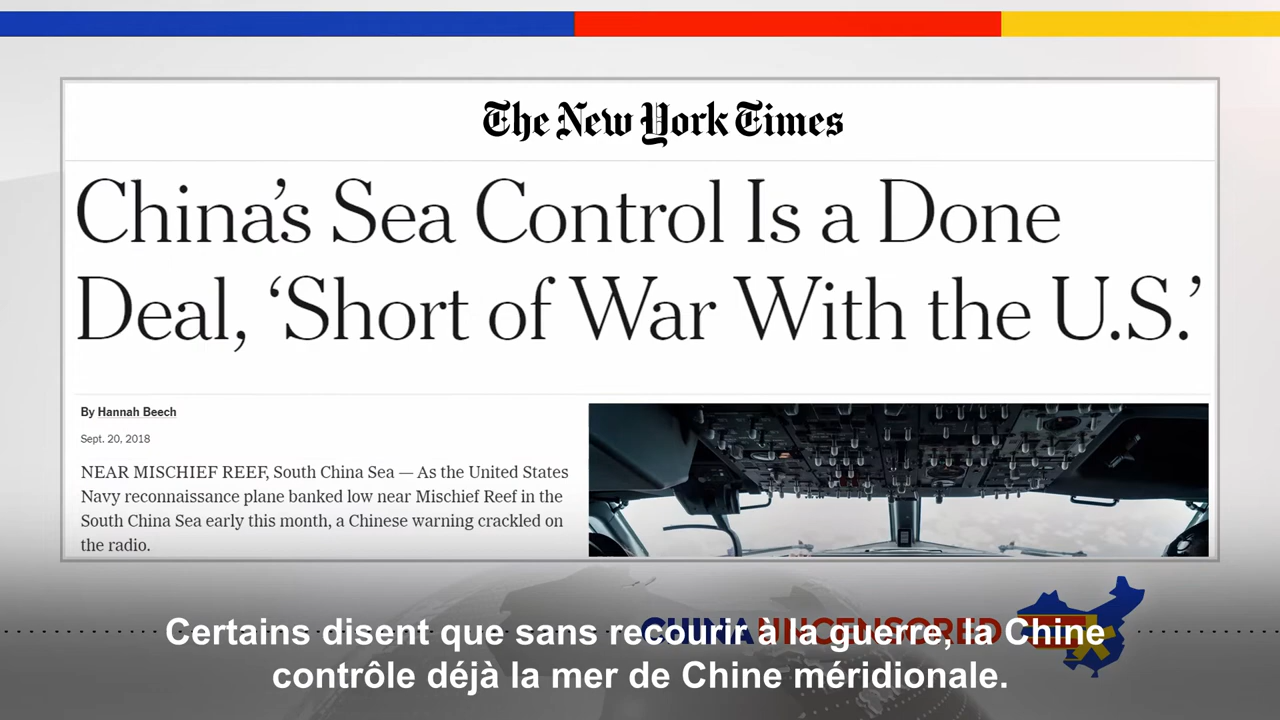 The New York Times
China’s Sea Control Is a Done
Deal, ‘Short of War With the U.S.’
By Hannah Beech
Sept. 20, 2018
NEAR MISCHIEF REEF, South China Sea — As the United States
Navy reconnaissance plane banked low near Mischief Reef in the
South China Sea early this month, a Chinese warning crackled on
the radio.
CHINA UNCENSORED
Certains disent que sans recourir à la guerre, la Chine
contrôle déjà la mer de Chine méridionale.